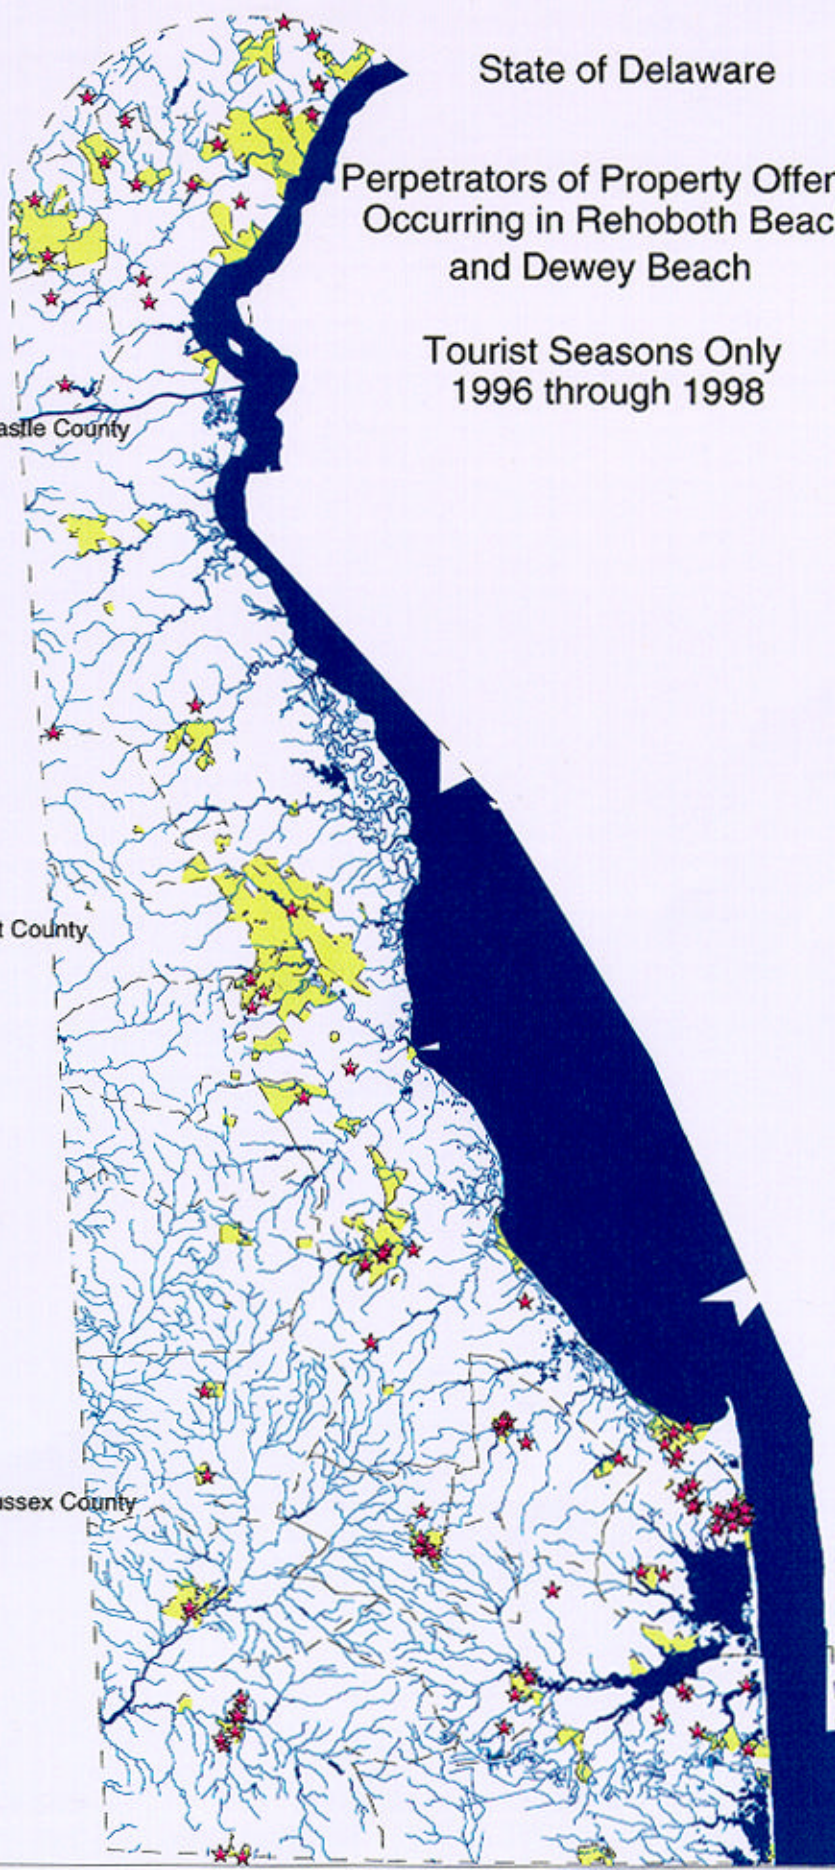 State of Delaware
Perpetrators of Property Offen
Occurring in Rehoboth Beac
and Dewey Beach
Tourist Seasons Only
1996 through 1998
astle County
t County
ussex County